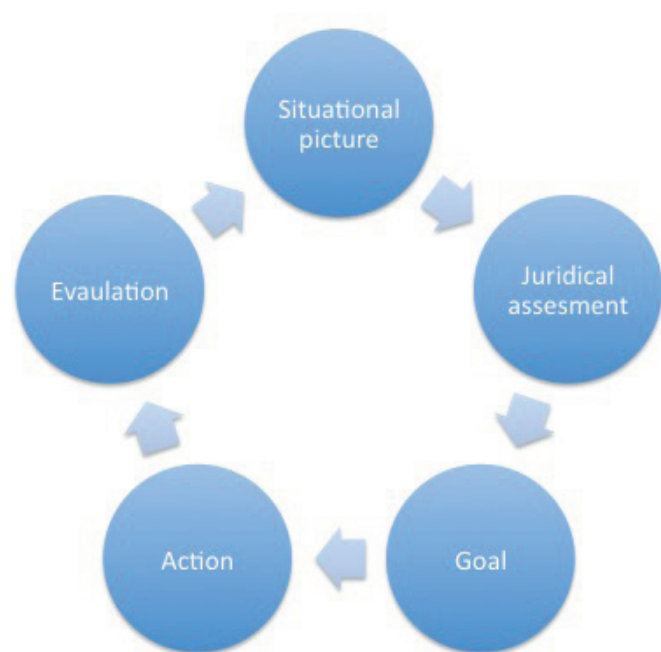 Situational
picture
Juridical
assesment
Goal
Action
Evaulation